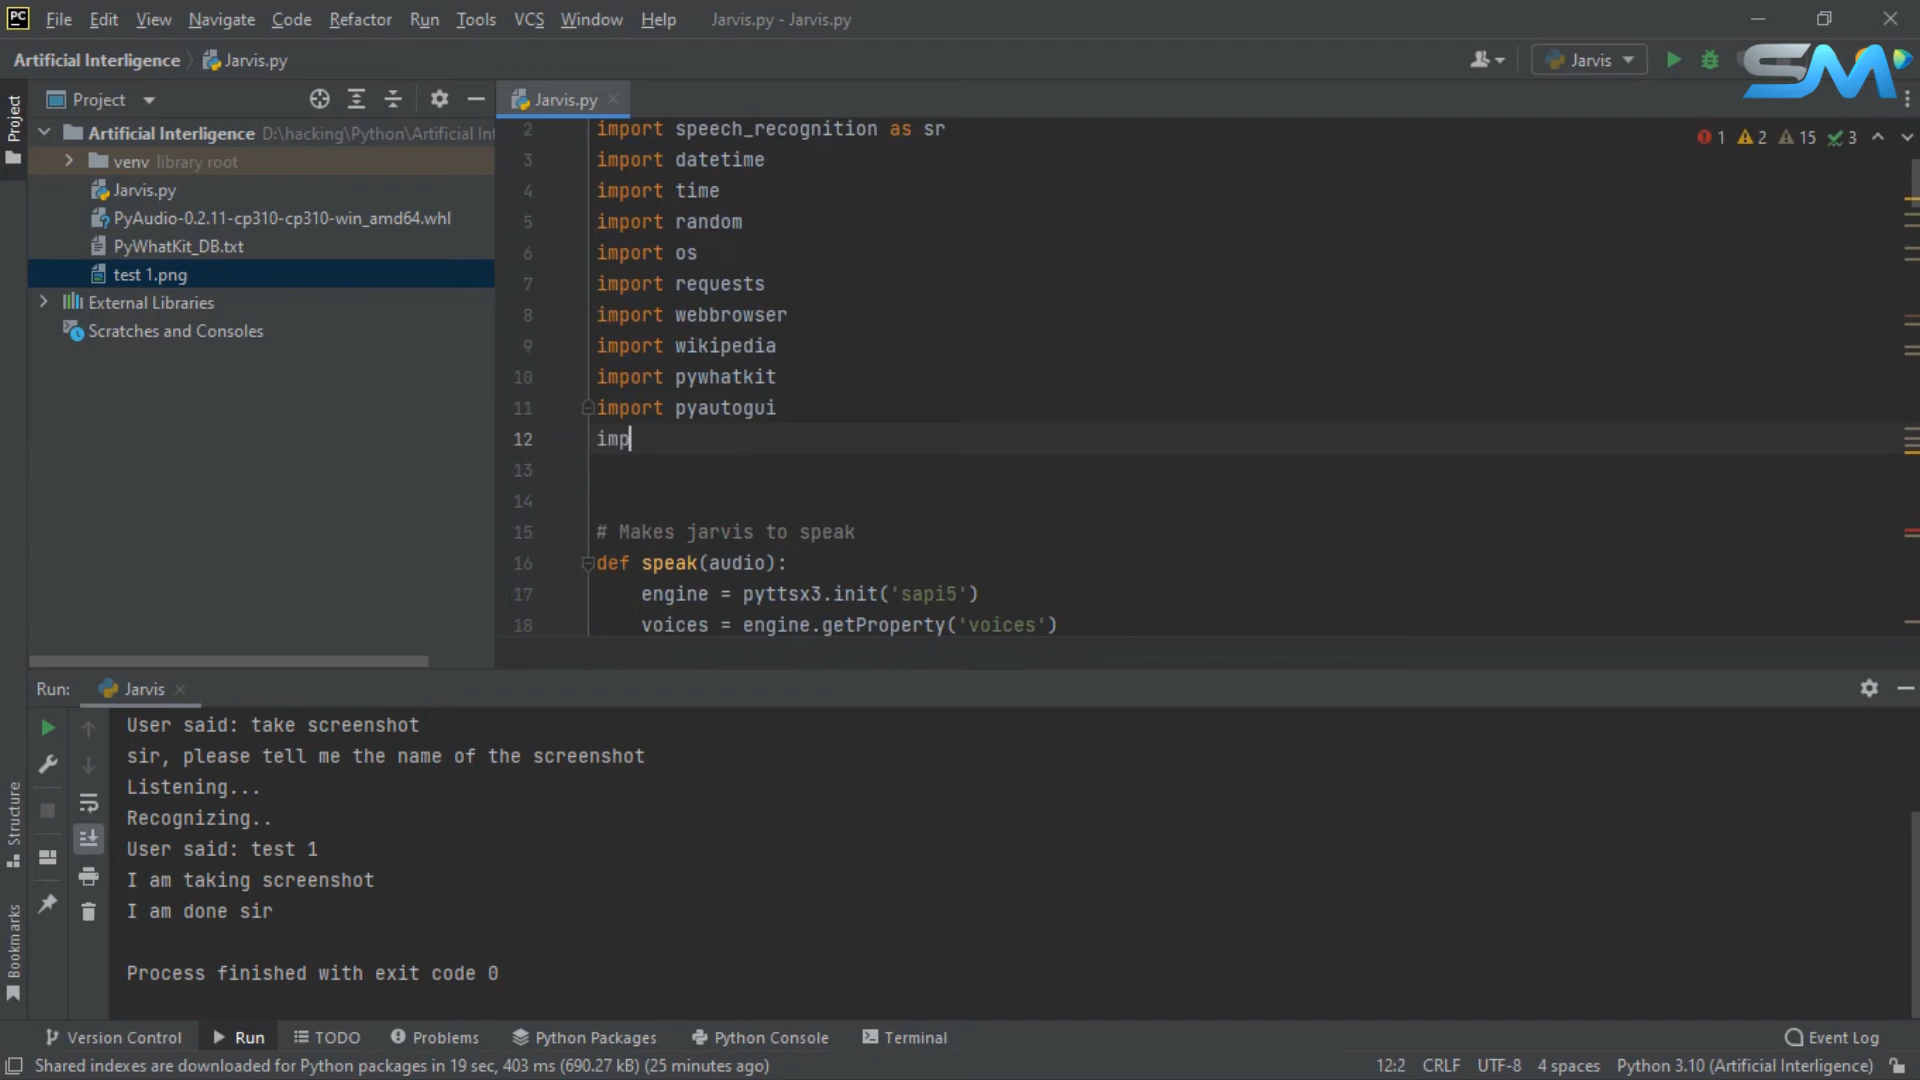 PC File Edit View Navigate Code Refactor Run Tools VCS Window Help Jarvis.py - Jarvis.py
Artificial Interligence Jarvis.py Jarvis SM
Project Project Jarvis.py
Artificial Interligence D:\hacking\Python\Artificial Int
venv library root
Jarvis.py
PyAudio-0.2.11-cp310-cp310-win_amd64.whl
PyWhatKit_DB.txt
test 1.png
External Libraries
Scratches and Consoles
1 2 15 3
2 import speech_recognition as sr
3 import datetime
4 import time
5 import random
6 import os
7 import requests
8 import webbrowser
9 import wikipedia
10 import pywhatkit
11 import pyautogui
12 imp
13
14
15 # Makes jarvis to speak
16 def speak(audio):
17 engine = pyttsx3.init('sapi5')
18 voices = engine.getProperty('voices')
Run: Jarvis
User said: take screenshot
sir, please tell me the name of the screenshot
Listening...
Recognizing..
User said: test 1
I am taking screenshot
I am done sir
Process finished with exit code 0
Structure
Bookmarks
Version Control Run TODO Problems Python Packages Python Console Terminal Event Log
Shared indexes are downloaded for Python packages in 19 sec, 403 ms (690.27 kB) (25 minutes ago) 12:2 CRLF UTF-8 4 spaces Python 3.10 (Artificial Interligence)